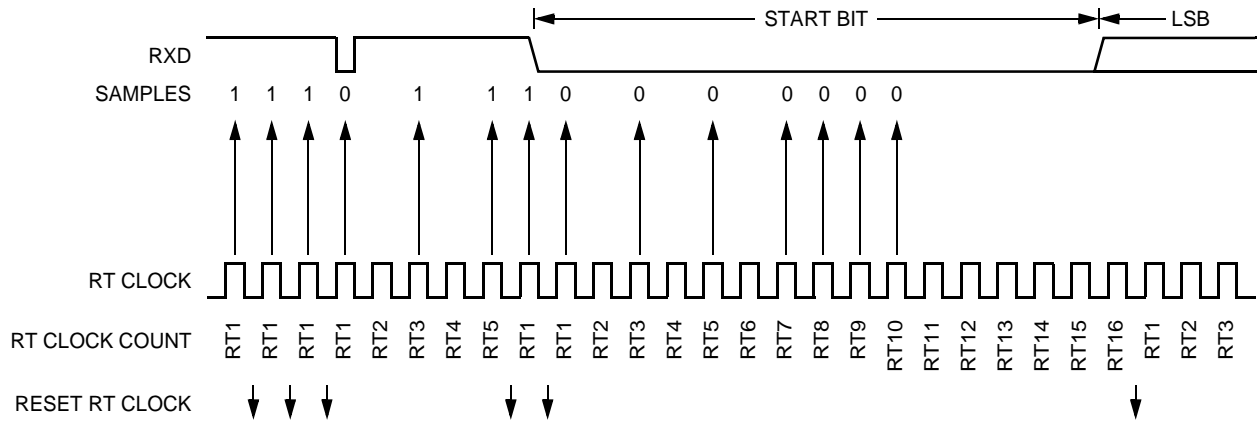 START BIT LSB
RXD
SAMPLES 1 1 1 0 1 1 1 0 0 0 0 0 0 0
RT CLOCK
RT CLOCK COUNT RT1 RT1 RT1 RT1 RT2 RT3 RT4 RT5 RT1 RT1 RT2 RT3 RT4 RT5 RT6 RT7 RT8 RT9 RT10 RT11 RT12 RT13 RT14 RT15 RT16 RT1 RT2 RT3
RESET RT CLOCK